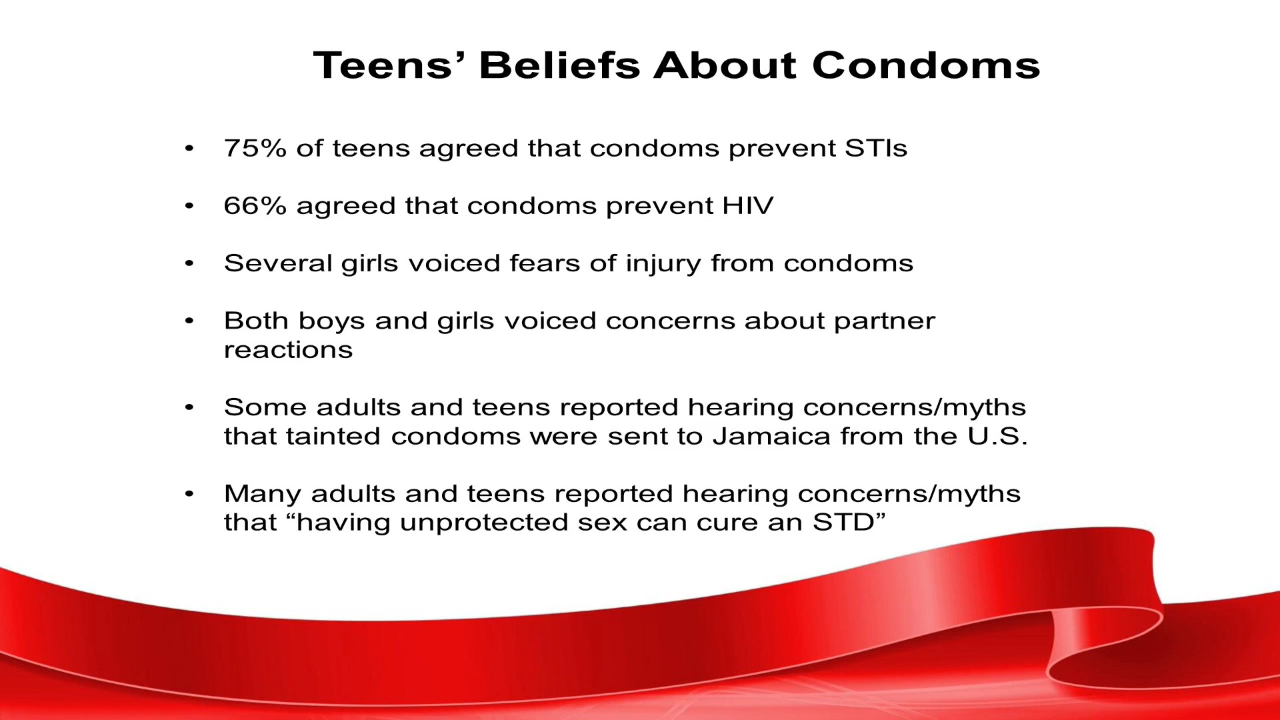 Teens’ Beliefs About Condoms
• 75% of teens agreed that condoms prevent STIs
• 66% agreed that condoms prevent HIV
• Several girls voiced fears of injury from condoms
• Both boys and girls voiced concerns about partner
reactions
• Some adults and teens reported hearing concerns/myths
that tainted condoms were sent to Jamaica from the U.S.
• Many adults and teens reported hearing concerns/myths
that “having unprotected sex can cure an STD”